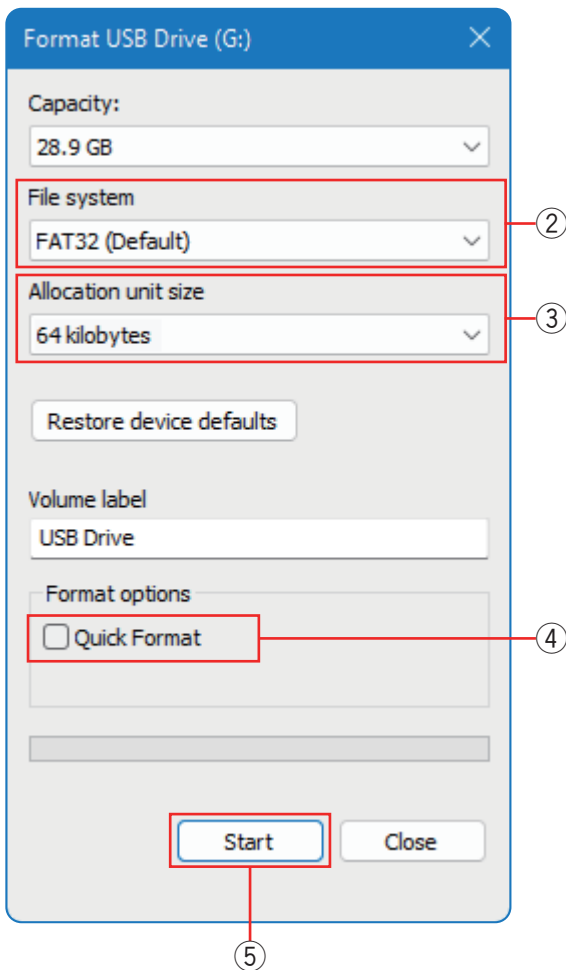 Format USB Drive (G:)
Capacity:
28.9 GB
File system
②
FAT32 (Default)
Allocation unit size
③
64 kilobytes
Restore device defaults
Volume label
USB Drive
Format options
Quick Format
④
Start
Close
⑤